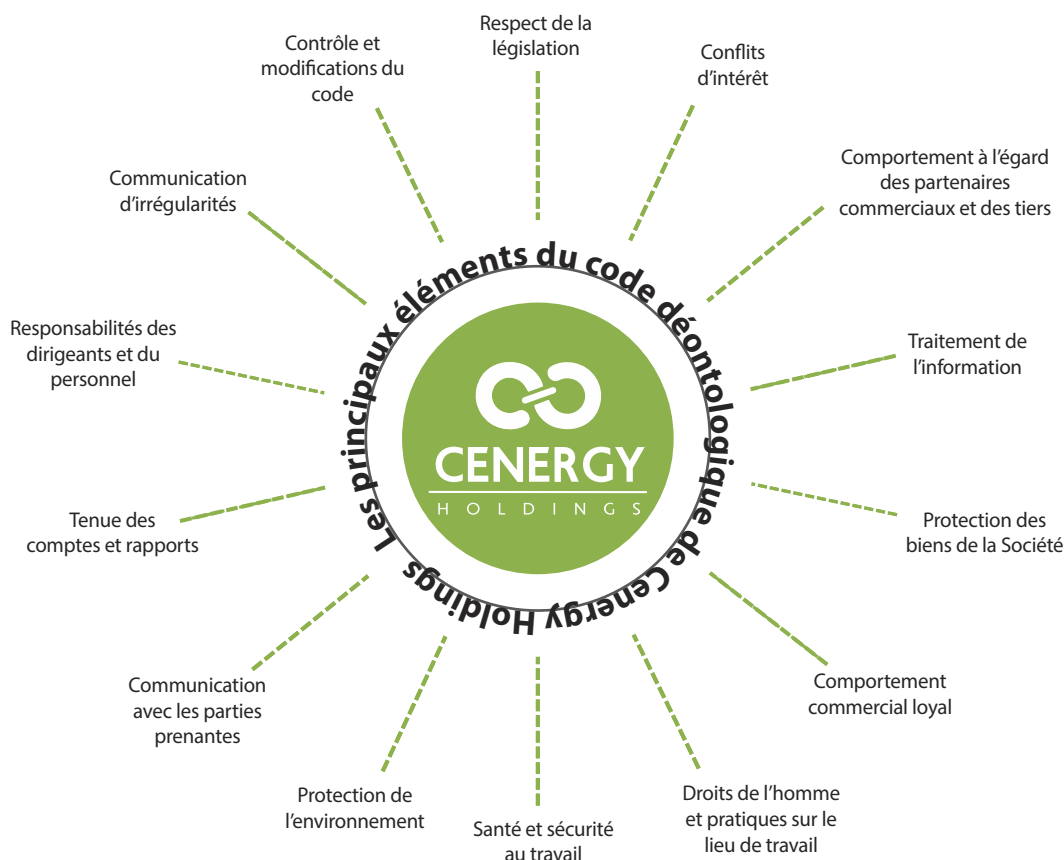 Respect de la
législation
Conflits
d’intérêt
Comportement à l’égard
des partenaires
commerciaux et des tiers
Traitement de
l’information
Protection des
biens de la Société
Comportement
commercial loyal
Droits de l’homme
et pratiques sur le
lieu de travail
Santé et sécurité
au travail
Protection de
l’environnement
Communication
avec les parties
prenantes
Tenue des
comptes et rapports
Responsabilités des
dirigeants et du
personnel
Communication
d’irrégularités
Contrôle et
modifications du
code
Les principaux éléments du code déontologique de Cenergy Holdings
CENERGY
HOLDINGS